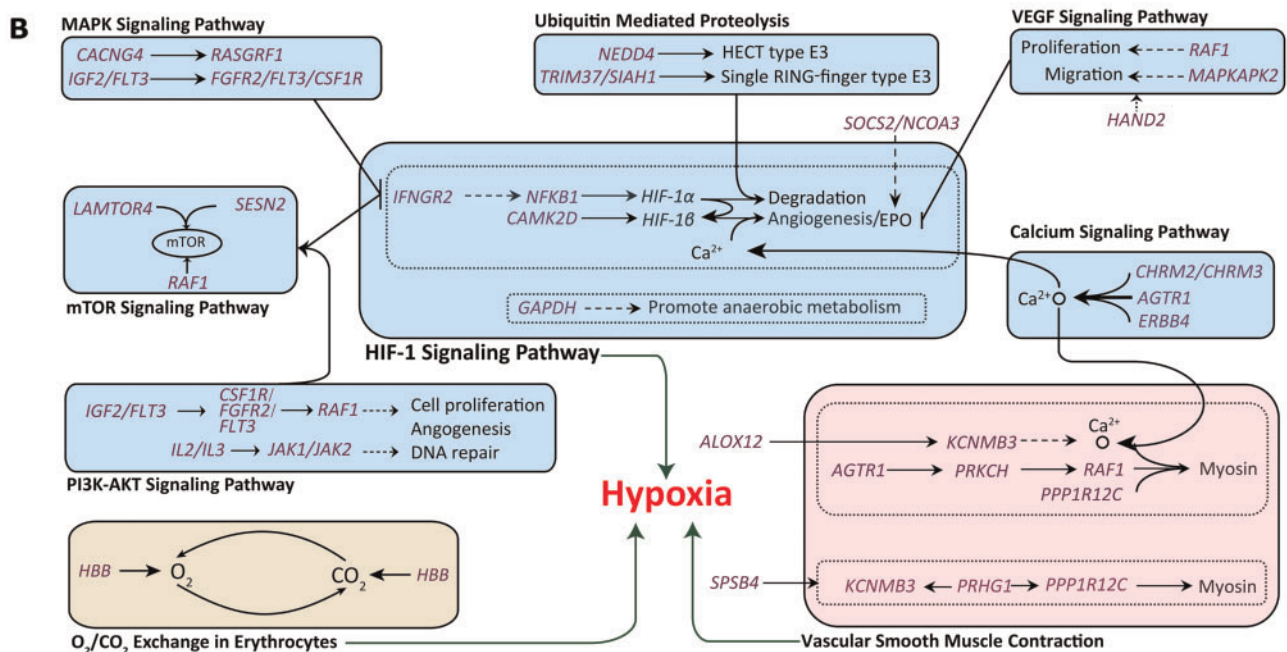 B
MAPK Signaling Pathway
CACNG4 RASGRF1
IGF2/FLT3 FGFR2/FLT3/CSF1R
Ubiquitin Mediated Proteolysis
NEDD4 HECT type E3
TRIM37/SIAH1 Single RING-finger type E3
VEGF Signaling Pathway
Proliferation RAF1
Migration MAPKAPK2
HAND2
SOCS2/NCOA3
IFNGR2 NFKB1 HIF-1α Degradation
CAMK2D HIF-1β Angiogenesis/EPO
Ca²⁺
GAPDH Promote anaerobic metabolism
HIF-1 Signaling Pathway
LAMTOR4 SESN2
mTOR
RAF1
mTOR Signaling Pathway
Calcium Signaling Pathway
CHRM2/CHRM3
Ca²⁺ AGTR1
ERBB4
IGF2/FLT3 CSF1R/ FGFR2/ FLT3 RAF1 Cell proliferation
Angiogenesis
IL2/IL3 JAK1/JAK2 DNA repair
PI3K-AKT Signaling Pathway
Hypoxia
ALOX12 KCNMB3 Ca²⁺
AGTR1 PRKCH RAF1 Myosin
PPP1R12C
SPSB4 KCNMB3 PRHG1 PPP1R12C Myosin
Vascular Smooth Muscle Contraction
HBB O₂ CO₂ HBB
O₂/CO₂ Exchange in Erythrocytes